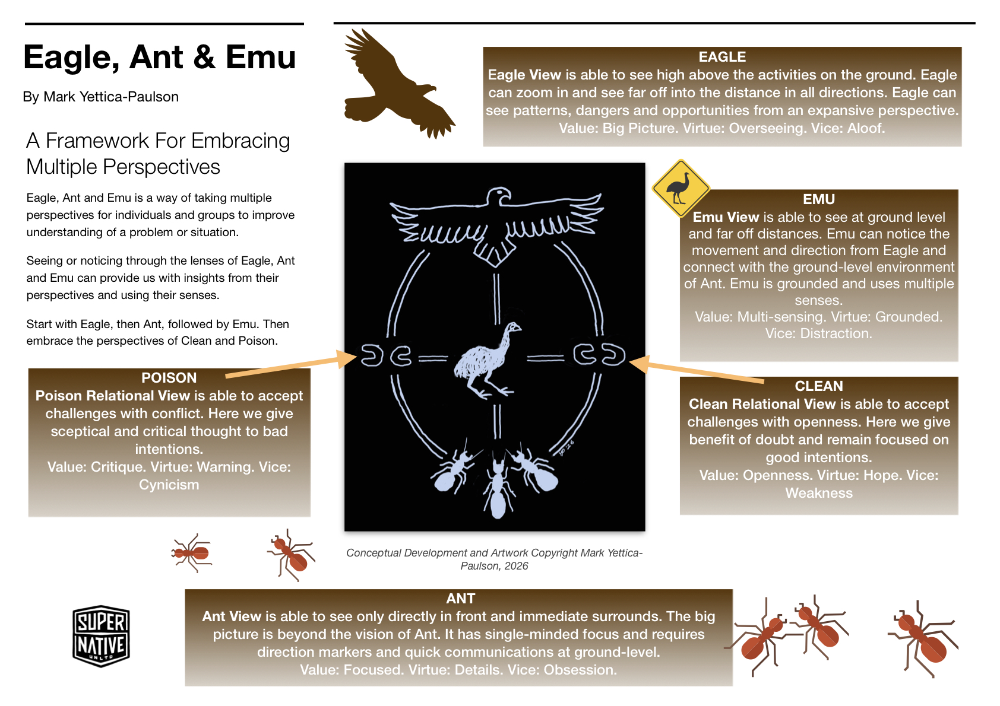 Eagle, Ant & Emu
By Mark Yettica-Paulson
A Framework For Embracing
Multiple Perspectives
Eagle, Ant and Emu is a way of taking multiple
perspectives for individuals and groups to improve
understanding of a problem or situation.
Seeing or noticing through the lenses of Eagle, Ant
and Emu can provide us with insights from their
perspectives and using their senses.
Start with Eagle, then Ant, followed by Emu. Then
embrace the perspectives of Clean and Poison.
EAGLE
Eagle View is able to see high above the activities on the ground. Eagle
can zoom in and see far off into the distance in all directions. Eagle can
see patterns, dangers and opportunities from an expansive perspective.
Value: Big Picture. Virtue: Overseeing. Vice: Aloof.
EMU
Emu View is able to see at ground level
and far off distances. Emu can notice the
movement and direction from Eagle and
connect with the ground-level environment
of Ant. Emu is grounded and uses multiple
senses.
Value: Multi-sensing. Virtue: Grounded.
Vice: Distraction.
POISON
Poison Relational View is able to accept
challenges with conflict. Here we give
sceptical and critical thought to bad
intentions.
Value: Critique. Virtue: Warning. Vice:
Cynicism
CLEAN
Clean Relational View is able to accept
challenges with openness. Here we give
benefit of doubt and remain focused on
good intentions.
Value: Openness. Virtue: Hope. Vice:
Weakness
Conceptual Development and Artwork Copyright Mark Yettica-
Paulson, 2026
ANT
Ant View is able to see only directly in front and immediate surrounds. The big
picture is beyond the vision of Ant. It has single-minded focus and requires
direction markers and quick communications at ground-level.
Value: Focused. Virtue: Details. Vice: Obsession.
SUPER
NATIVE
UNLTD